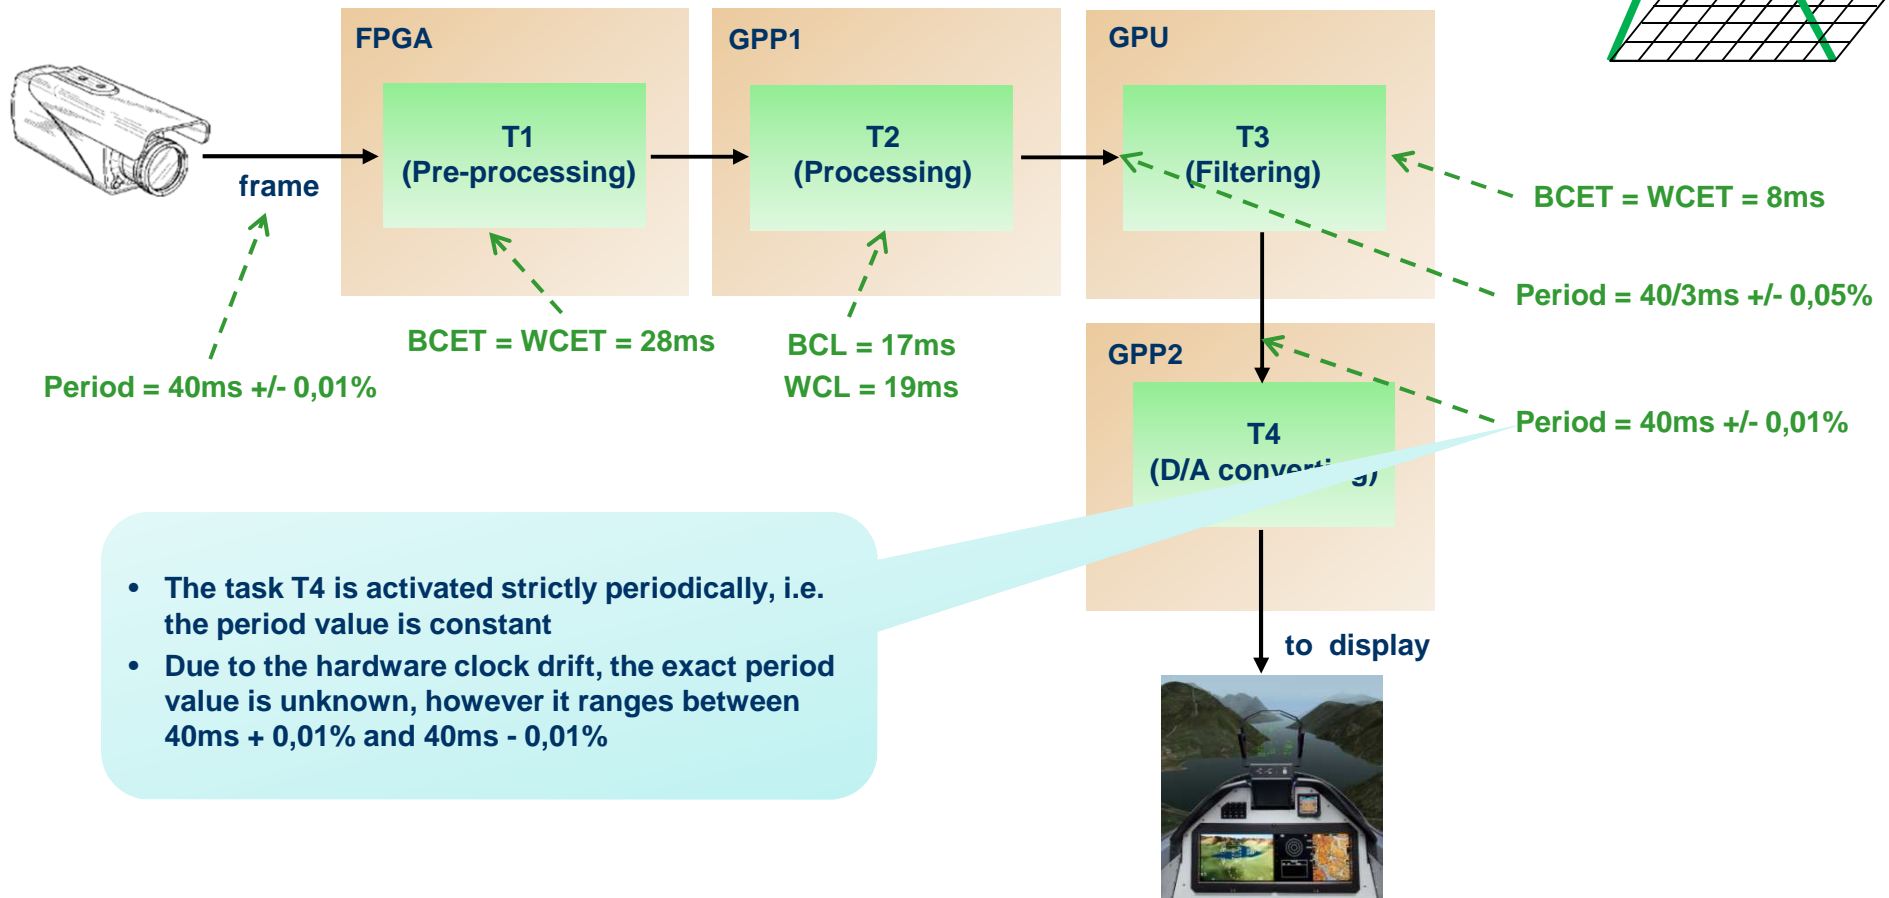 FPGA
GPP1
GPU
T1
(Pre-processing)
T2
(Processing)
T3
(Filtering)
frame
BCET = WCET = 8ms
Period = 40/3ms +/- 0,05%
BCET = WCET = 28ms
BCL = 17ms
WCL = 19ms
Period = 40ms +/- 0,01%
GPP2
Period = 40ms +/- 0,01%
T4
(D/A converting)
• The task T4 is activated strictly periodically, i.e.
the period value is constant
• Due to the hardware clock drift, the exact period
value is unknown, however it ranges between
40ms + 0,01% and 40ms - 0,01%
to display